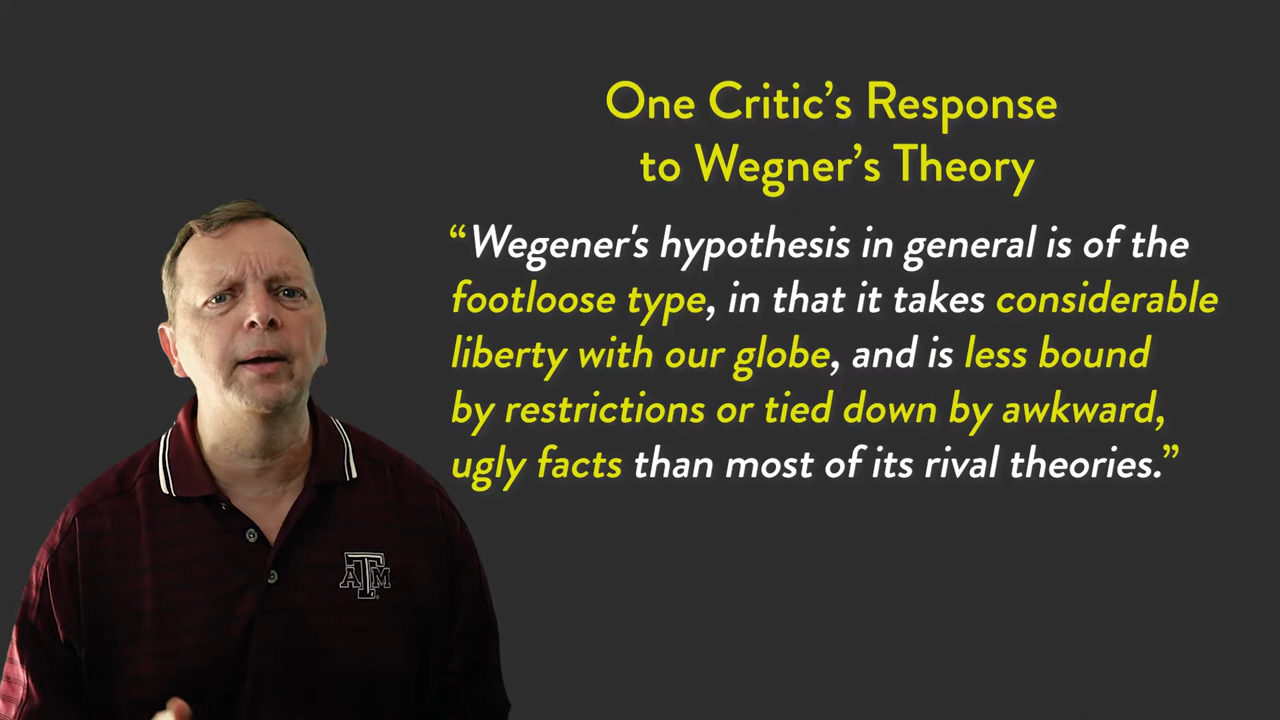 One Critic’s Response
to Wegner’s Theory
“Wegener's hypothesis in general is of the
footloose type, in that it takes considerable
liberty with our globe, and is less bound
by restrictions or tied down by awkward,
ugly facts than most of its rival theories.”
ATM